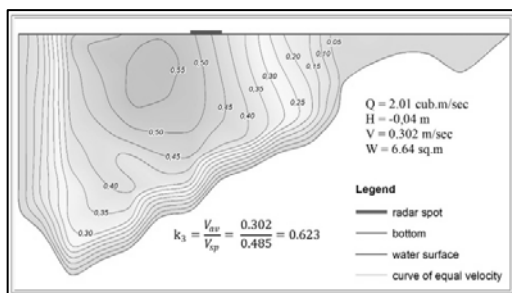 0.05
0.10
0.15
0.20
0.30
0.25
0.35
0.40
0.45
0.50
0.55
0.50
0.45
0.40
0.35
0.30
Q = 2.01 cub.m/sec
H = -0,04 m
V = 0.302 m/sec
W = 6.64 sq.m
Legend
radar spot
bottom
water surface
curve of equal velocity
k₃ = V_av / V_sp = 0.302 / 0.485 = 0.623